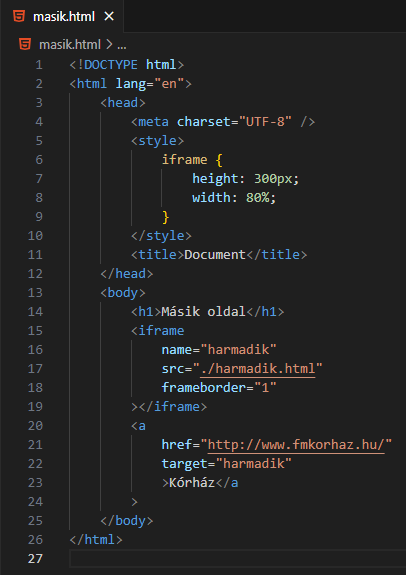 masik.html
masik.html > ...
1 <!DOCTYPE html>
2 <html lang="en">
3     <head>
4         <meta charset="UTF-8" />
5         <style>
6             iframe {
7                 height: 300px;
8                 width: 80%;
9             }
10         </style>
11         <title>Document</title>
12     </head>
13     <body>
14         <h1>Másik oldal</h1>
15         <iframe
16             name="harmadik"
17             src="./harmadik.html"
18             frameborder="1"
19         ></iframe>
20         <a
21             href="http://www.fmkorhaz.hu/"
22             target="harmadik"
23             >Kórház</a
24         >
25     </body>
26 </html>
27